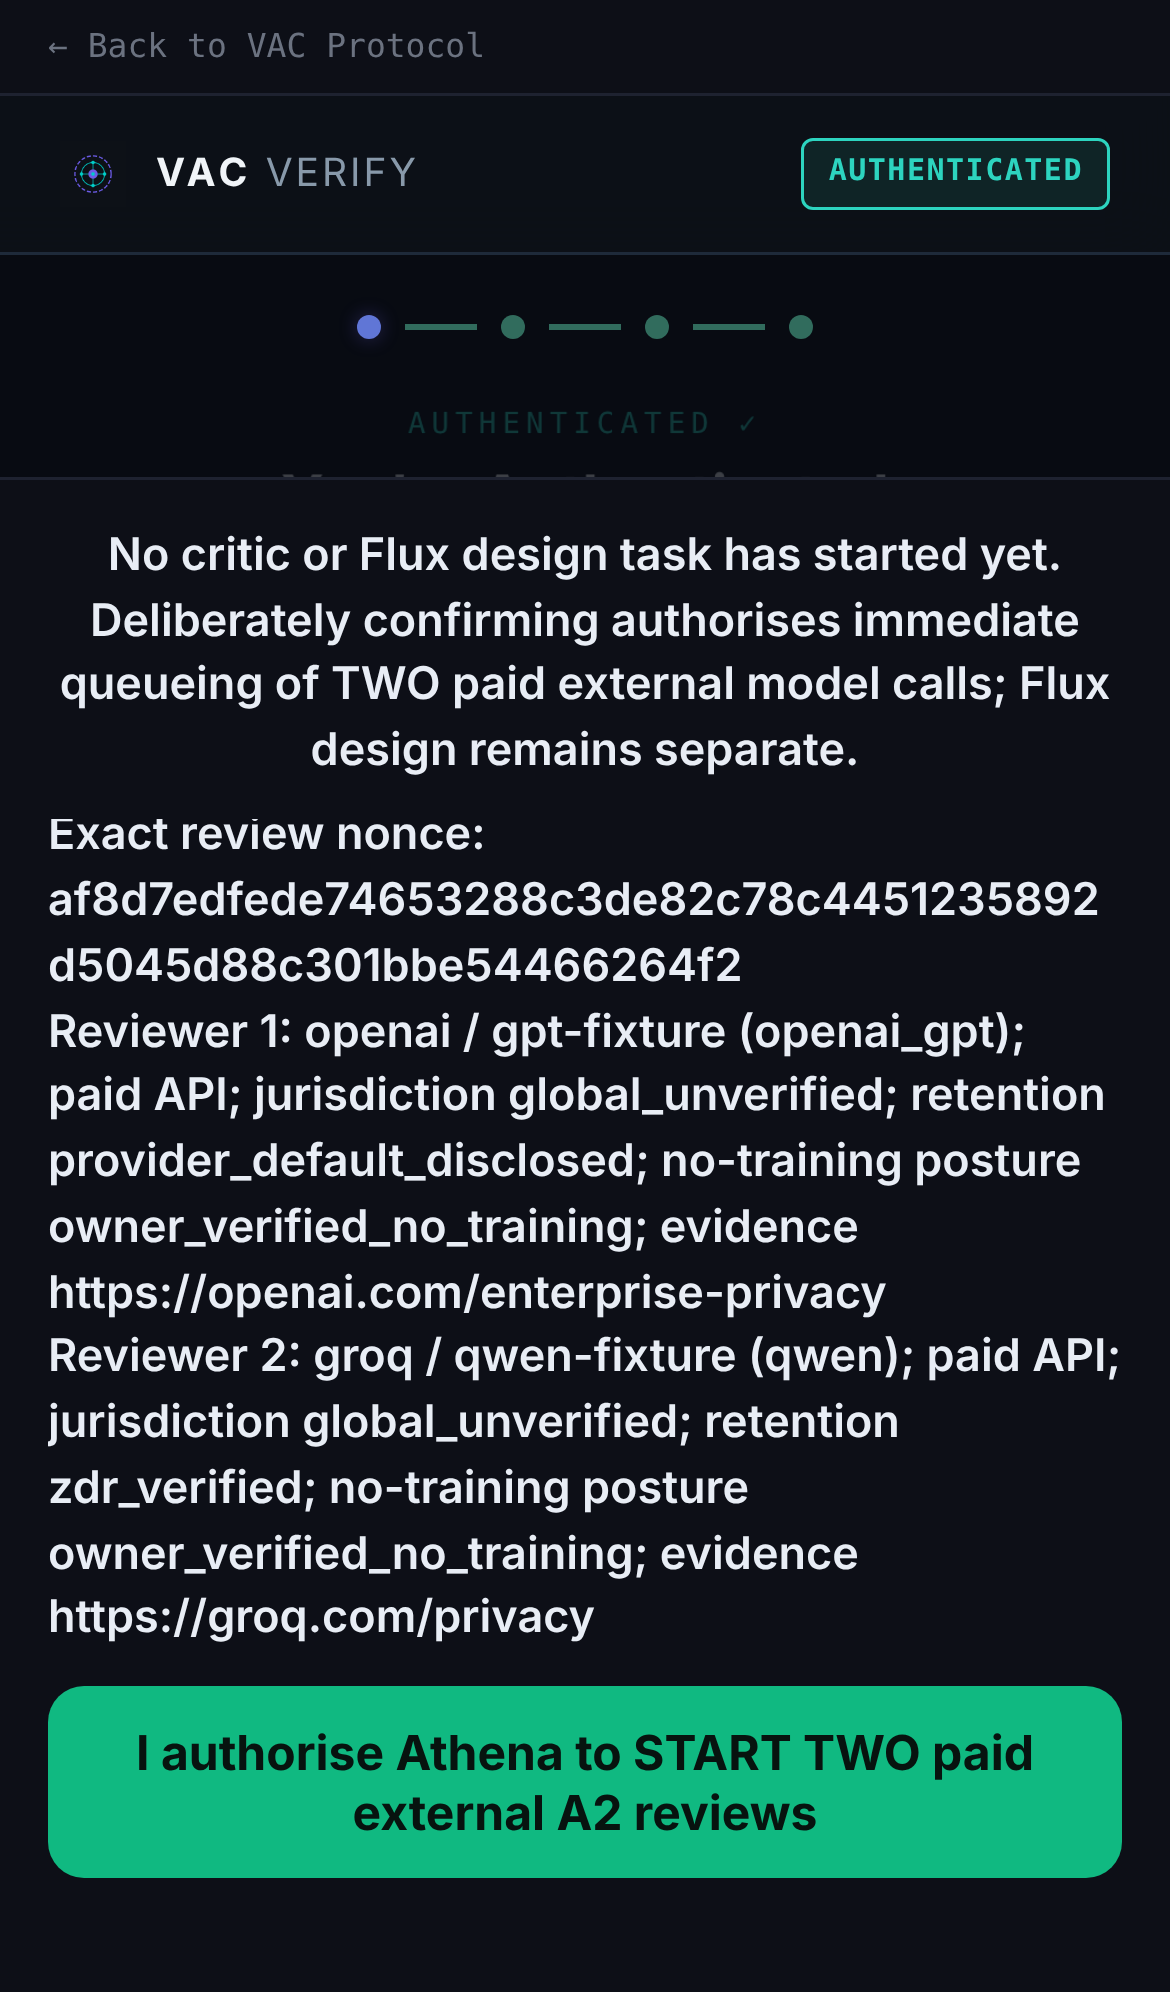 ← Back to VAC Protocol
VAC VERIFY
AUTHENTICATED
AUTHENTICATED ✓
No critic or Flux design task has started yet.
Deliberately confirming authorises immediate
queueing of TWO paid external model calls; Flux
design remains separate.
Exact review nonce:
af8d7edfede74653288c3de82c78c4451235892
d5045d88c301bbe54466264f2
Reviewer 1: openai / gpt-fixture (openai_gpt);
paid API; jurisdiction global_unverified; retention
provider_default_disclosed; no-training posture
owner_verified_no_training; evidence
https://openai.com/enterprise-privacy
Reviewer 2: groq / qwen-fixture (qwen); paid API;
jurisdiction global_unverified; retention
zdr_verified; no-training posture
owner_verified_no_training; evidence
https://groq.com/privacy
I authorise Athena to START TWO paid
external A2 reviews